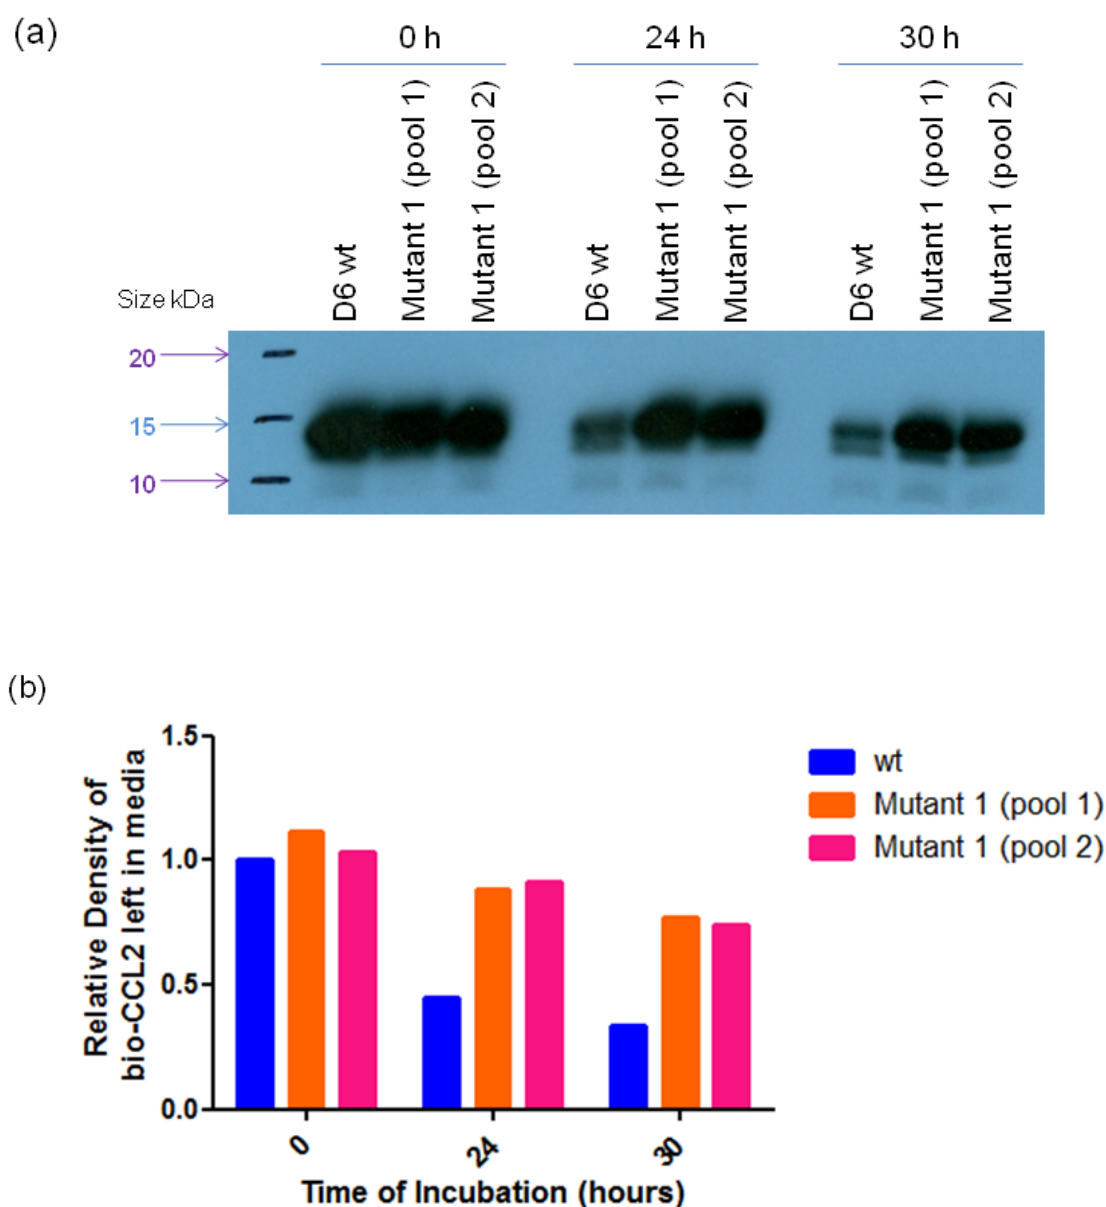 (a)
0 h
24 h
30 h
D6 wt
Mutant 1 (pool 1)
Mutant 1 (pool 2)
D6 wt
Mutant 1 (pool 1)
Mutant 1 (pool 2)
D6 wt
Mutant 1 (pool 1)
Mutant 1 (pool 2)
Size kDa
20
15
10
(b)
Relative Density of
bio-CCL2 left in media
1.5
1.0
0.5
0.0
0
24
30
Time of Incubation (hours)
wt
Mutant 1 (pool 1)
Mutant 1 (pool 2)